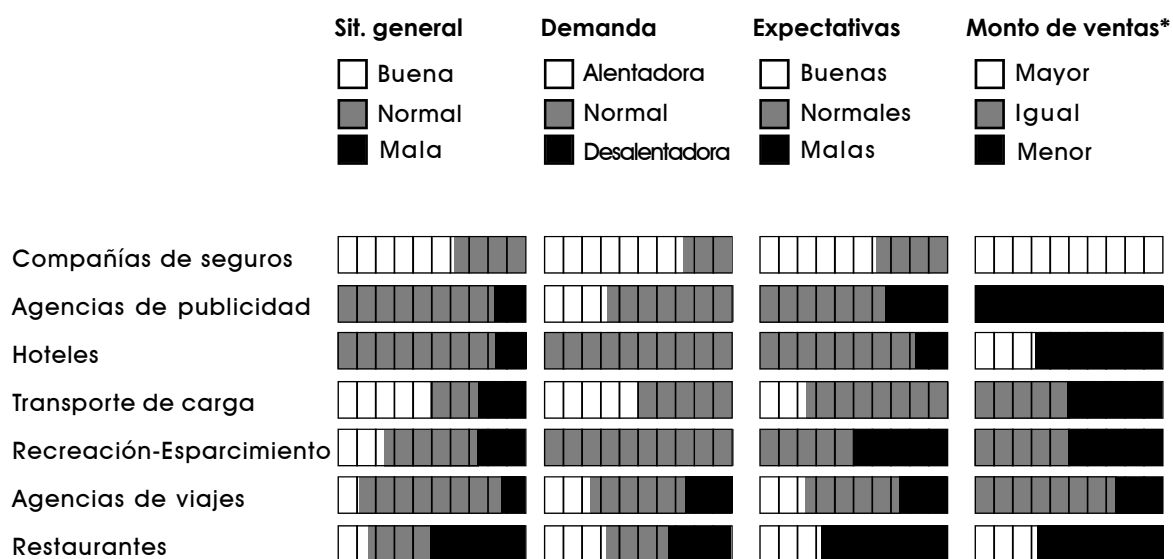 Sit. general Demanda Expectativas Monto de ventas*
Buena Alentadora Buenas Mayor
Normal Normal Normales Igual
Mala Desalentadora Malas Menor
Compañías de seguros
Agencias de publicidad
Hoteles
Transporte de carga
Recreación-Esparcimiento
Agencias de viajes
Restaurantes